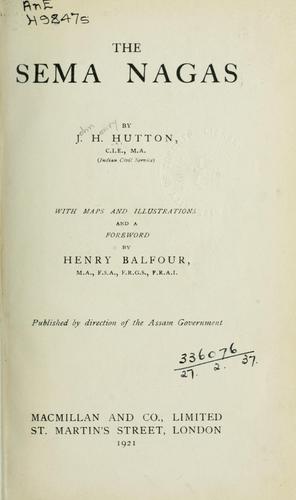 AnE
H9847s
THE
SEMA NAGAS
BY
John Henry
J. H. HUTTON,
C.I.E., M.A.
(Indian Civil Service)
WITH MAPS AND ILLUSTRATIONS
AND A
FOREWORD
BY
HENRY BALFOUR,
M.A., F.S.A., F.R.G.S., F.R.A.I.
Published by direction of the Assam Government
336076
27. 2. 37.
MACMILLAN AND CO., LIMITED
ST. MARTIN'S STREET, LONDON
1921